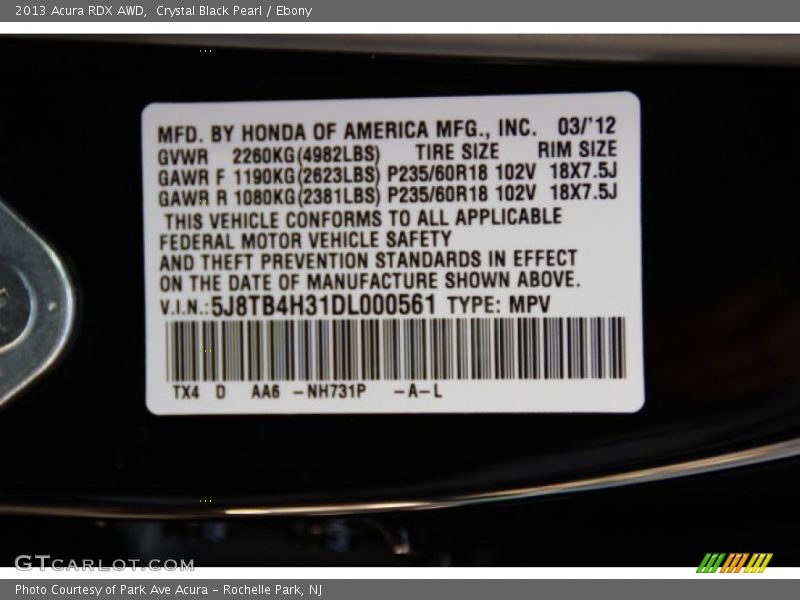 2013 Acura RDX AWD,  Crystal Black Pearl / Ebony
MFD. BY HONDA OF AMERICA MFG., INC. 03/'12
GVWR 2260KG(4982LBS) TIRE SIZE RIM SIZE
GAWR F 1190KG(2623LBS) P235/60R18 102V 18X7.5J
GAWR R 1080KG(2381LBS) P235/60R18 102V 18X7.5J
THIS VEHICLE CONFORMS TO ALL APPLICABLE
FEDERAL MOTOR VEHICLE SAFETY
AND THEFT PREVENTION STANDARDS IN EFFECT
ON THE DATE OF MANUFACTURE SHOWN ABOVE.
V.I.N.:5J8TB4H31DL000561 TYPE: MPV
TX4 D AA6 -NH731P -A-L
GTCARLOT.COM
Photo Courtesy of Park Ave Acura - Rochelle Park, NJ